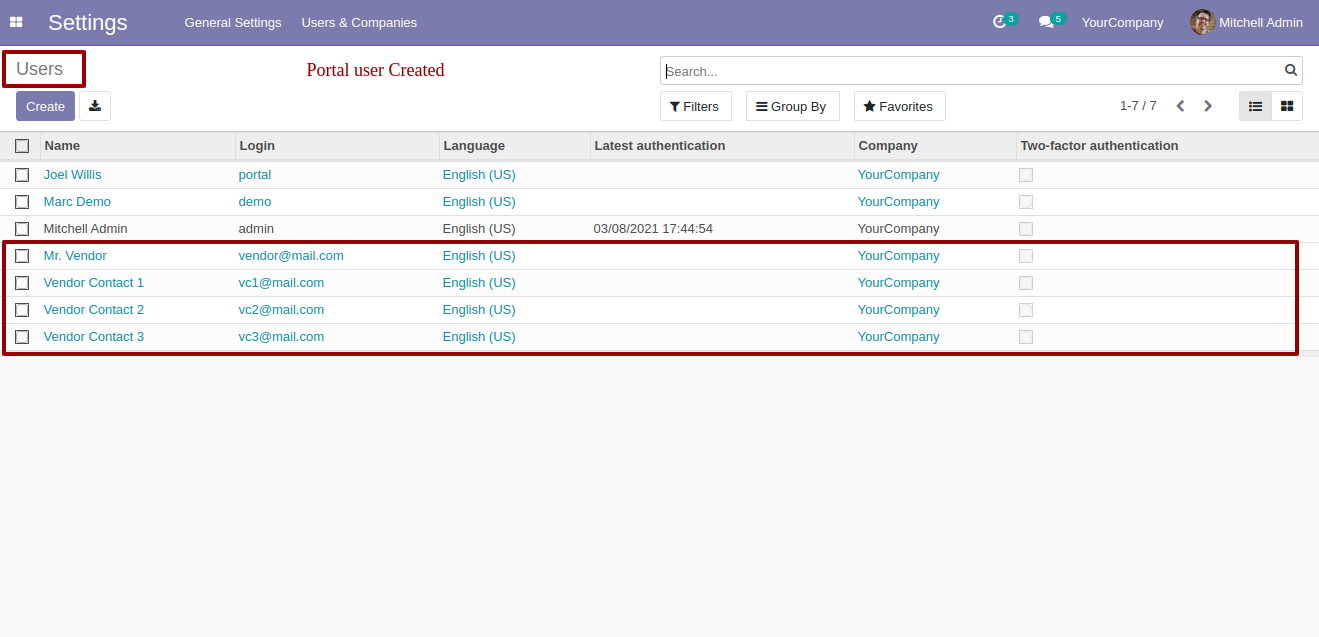 Settings General Settings Users & Companies 3 5 YourCompany Mitchell Admin
Users Portal user Created Search...
Create Filters Group By Favorites 1-7 / 7
Name Login Language Latest authentication Company Two-factor authentication
Joel Willis portal English (US) YourCompany
Marc Demo demo English (US) YourCompany
Mitchell Admin admin English (US) 03/08/2021 17:44:54 YourCompany
Mr. Vendor vendor@mail.com English (US) YourCompany
Vendor Contact 1 vc1@mail.com English (US) YourCompany
Vendor Contact 2 vc2@mail.com English (US) YourCompany
Vendor Contact 3 vc3@mail.com English (US) YourCompany